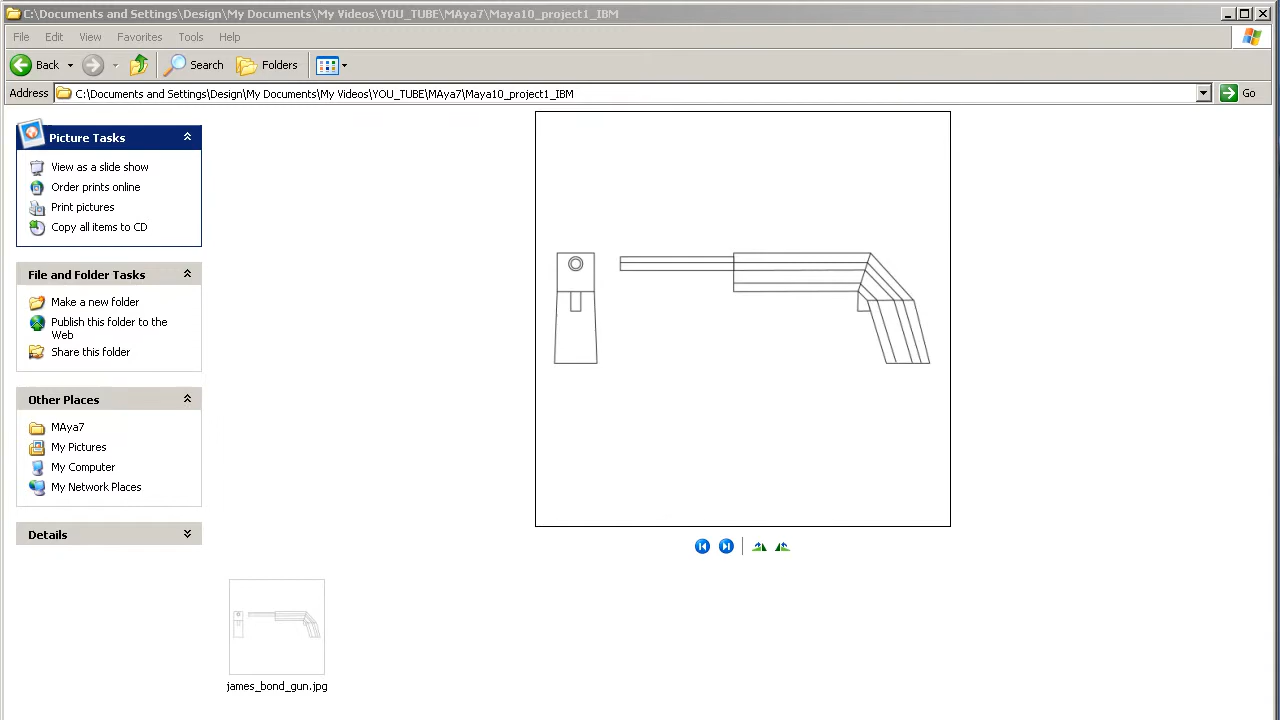 C:\Documents and Settings\Design\My Documents\My Videos\YOU_TUBE\MAya7\Maya10_project1_IBM
File Edit View Favorites Tools Help
Back Search Folders
Address C:\Documents and Settings\Design\My Documents\My Videos\YOU_TUBE\MAya7\Maya10_project1_IBM Go
Picture Tasks
View as a slide show
Order prints online
Print pictures
Copy all items to CD
File and Folder Tasks
Make a new folder
Publish this folder to the
Web
Share this folder
Other Places
MAya7
My Pictures
My Computer
My Network Places
Details
james_bond_gun.jpg